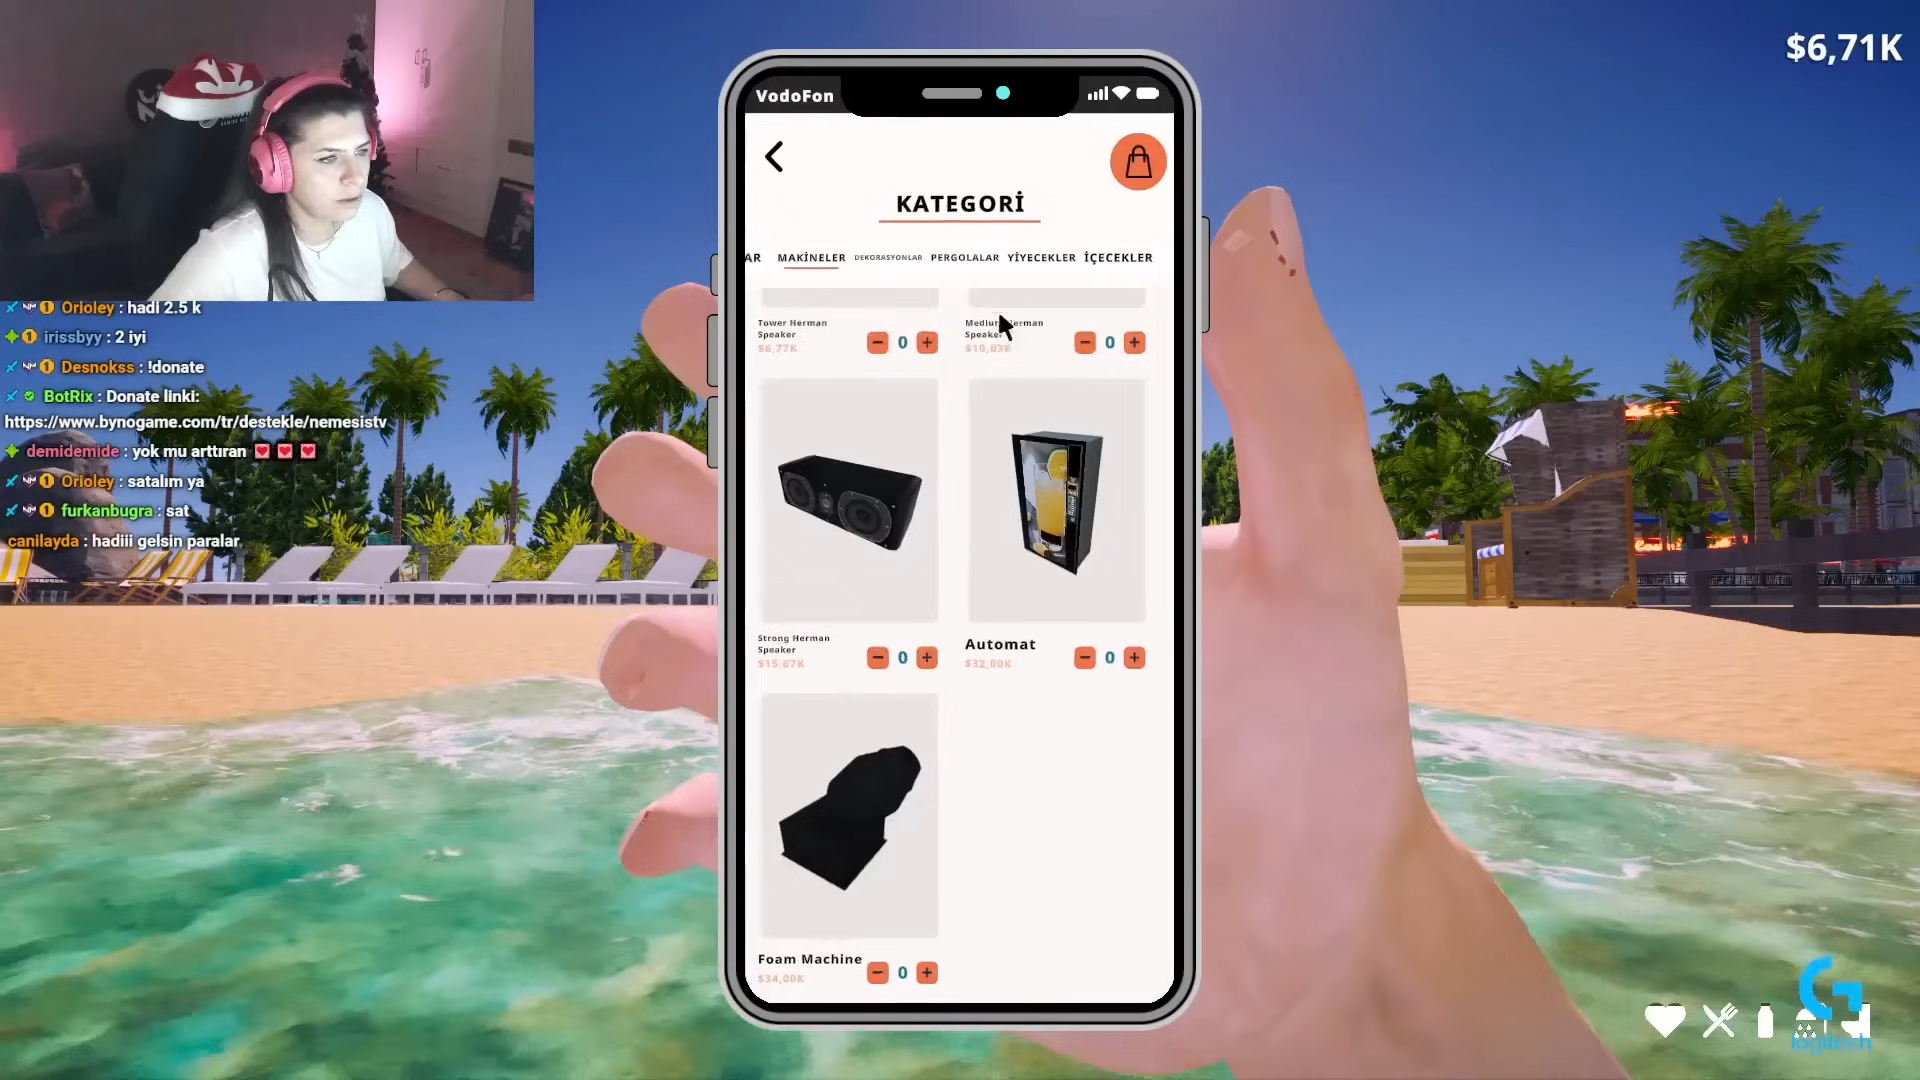 $6,71K
VodoFon
KATEGORİ
AR MAKİNELER DEKORASYONLAR PERGOLALAR YİYECEKLER İÇECEKLER
Tower Herman
Speaker
$6,77K
- 0 +
Herman
Speaker
- 0 +
Strong Herman
Speaker
$15,67K
- 0 +
Automat
$32,00K
- 0 +
Foam Machine
$34,00K
- 0 +
Orioley : hadi 2.5 k
irissbyy : 2 iyi
Desnokss : !donate
BotRix : Donate linki:
https://www.bynogame.com/tr/destekle/nemesistv
demidemide : yok mu arttıran
Orioley : satalım ya
furkanbugra : sat
canilayda : hadiii gelsin paralar
logitech